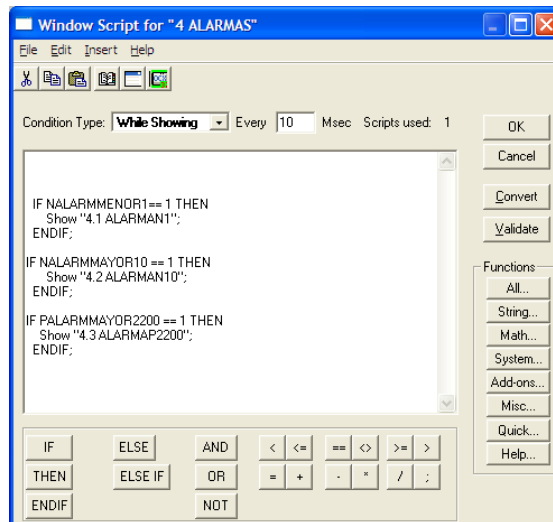 Window Script for "4 ALARMAS"
File Edit Insert Help
Condition Type: While Showing Every 10 Msec Scripts used: 1
OK
Cancel
Convert
Validate
IF NALARMMENOR1== 1 THEN
Show "4.1 ALARMAN1";
ENDIF;
IF NALARMMAYOR10 == 1 THEN
Show "4.2 ALARMAN10";
ENDIF;
IF PALARMMAYOR2200 == 1 THEN
Show "4.3 ALARMAP2200";
ENDIF;
Functions
All...
String...
Math...
System...
Add-ons...
Misc...
Quick...
Help...
IF ELSE AND < <= == <> >= >
THEN ELSE IF OR = + - * / ;
ENDIF NOT